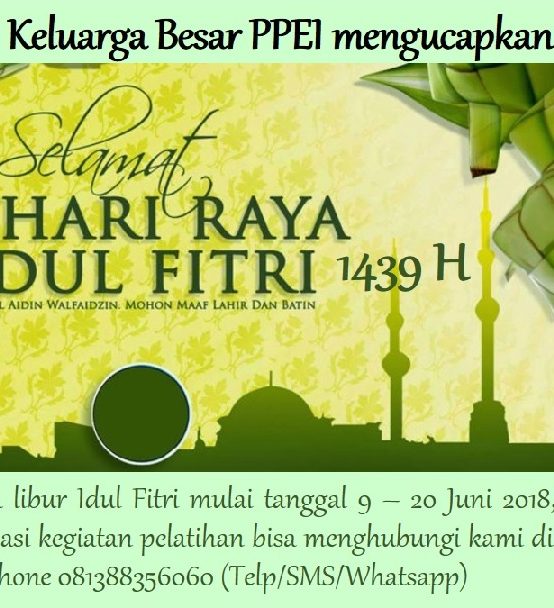 Keluarga Besar PPEI mengucapkan
Selamat
HARI RAYA
DUL FITRI 1439 H
L AIDIN WALFAIDZIN. MOHON MAAF LAHIR DAN BATIN
libur Idul Fitri mulai tanggal 9 – 20 Juni 2018,
asi kegiatan pelatihan bisa menghubungi kami di
hone 081388356060 (Telp/SMS/Whatsapp)